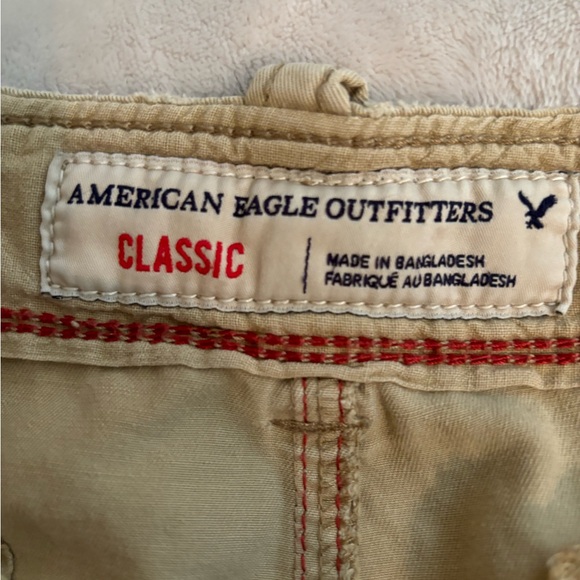 AMERICAN EAGLE OUTFITTERS
CLASSIC
MADE IN BANGLADESH
FABRIQUÉ AU BANGLADESH